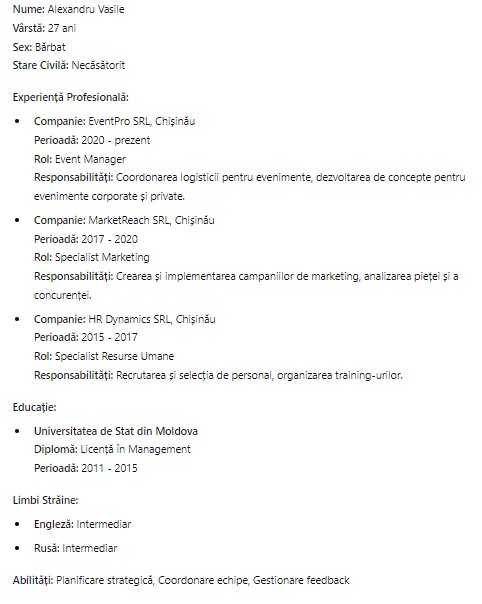 Nume: Alexandru Vasile
Vârstă: 27 ani
Sex: Bărbat
Stare Civilă: Necăsătorit
Experiență Profesională:
• Companie: EventPro SRL, Chișinău
Perioadă: 2020 - prezent
Rol: Event Manager
Responsabilități: Coordonarea logisticii pentru evenimente, dezvoltarea de concepte pentru
evenimente corporate și private.
• Companie: MarketReach SRL, Chișinău
Perioadă: 2017 - 2020
Rol: Specialist Marketing
Responsabilități: Crearea și implementarea campaniilor de marketing, analizarea pieței și a
concurenței.
• Companie: HR Dynamics SRL, Chișinău
Perioadă: 2015 - 2017
Rol: Specialist Resurse Umane
Responsabilități: Recrutarea și selecția de personal, organizarea training-urilor.
Educație:
• Universitatea de Stat din Moldova
Diplomă: Licență în Management
Perioadă: 2011 - 2015
Limbi Străine:
• Engleză: Intermediar
• Rusă: Intermediar
Abilități: Planificare strategică, Coordonare echipe, Gestionare feedback